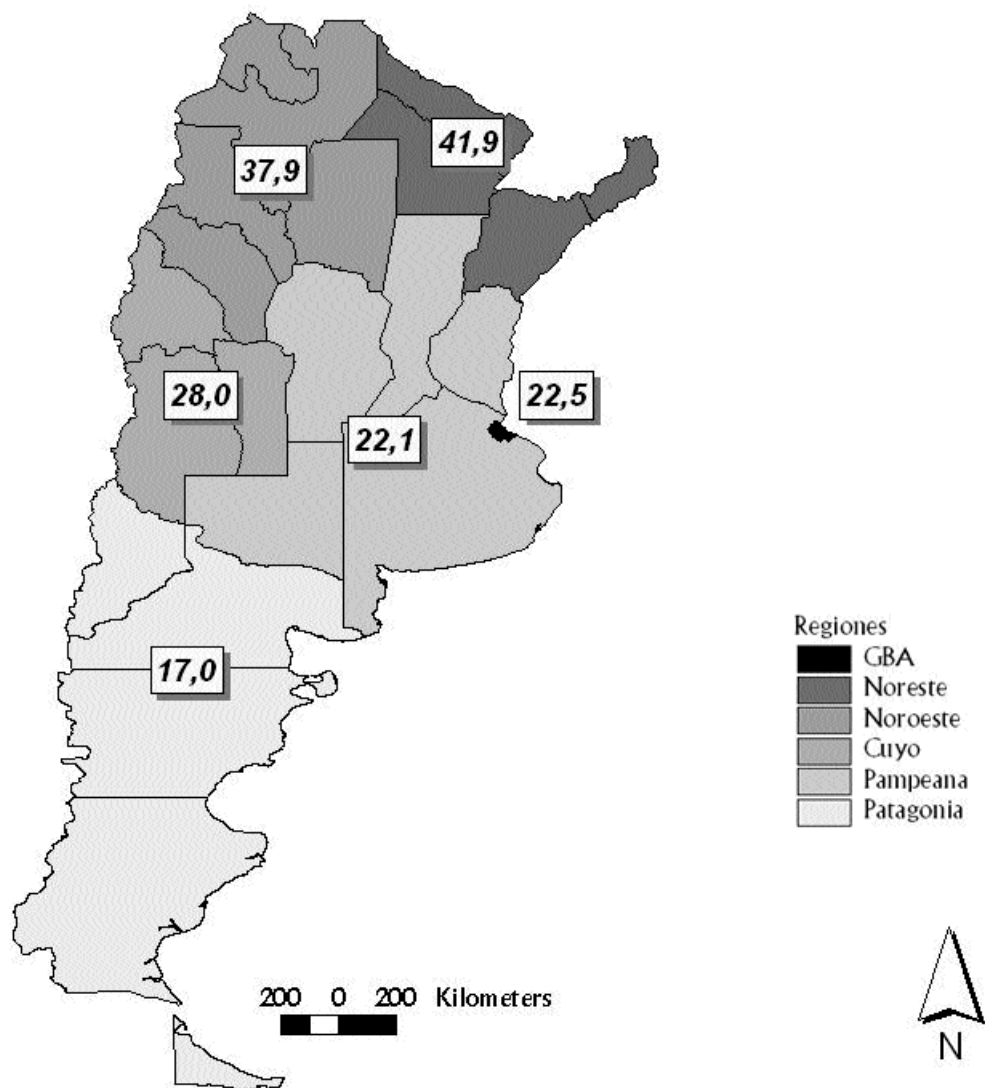 41,9
37,9
28,0
22,5
22,1
17,0
Regiones
GBA
Noreste
Noroeste
Cuyo
Pampeana
Patagonia
200 0 200 Kilometers
N